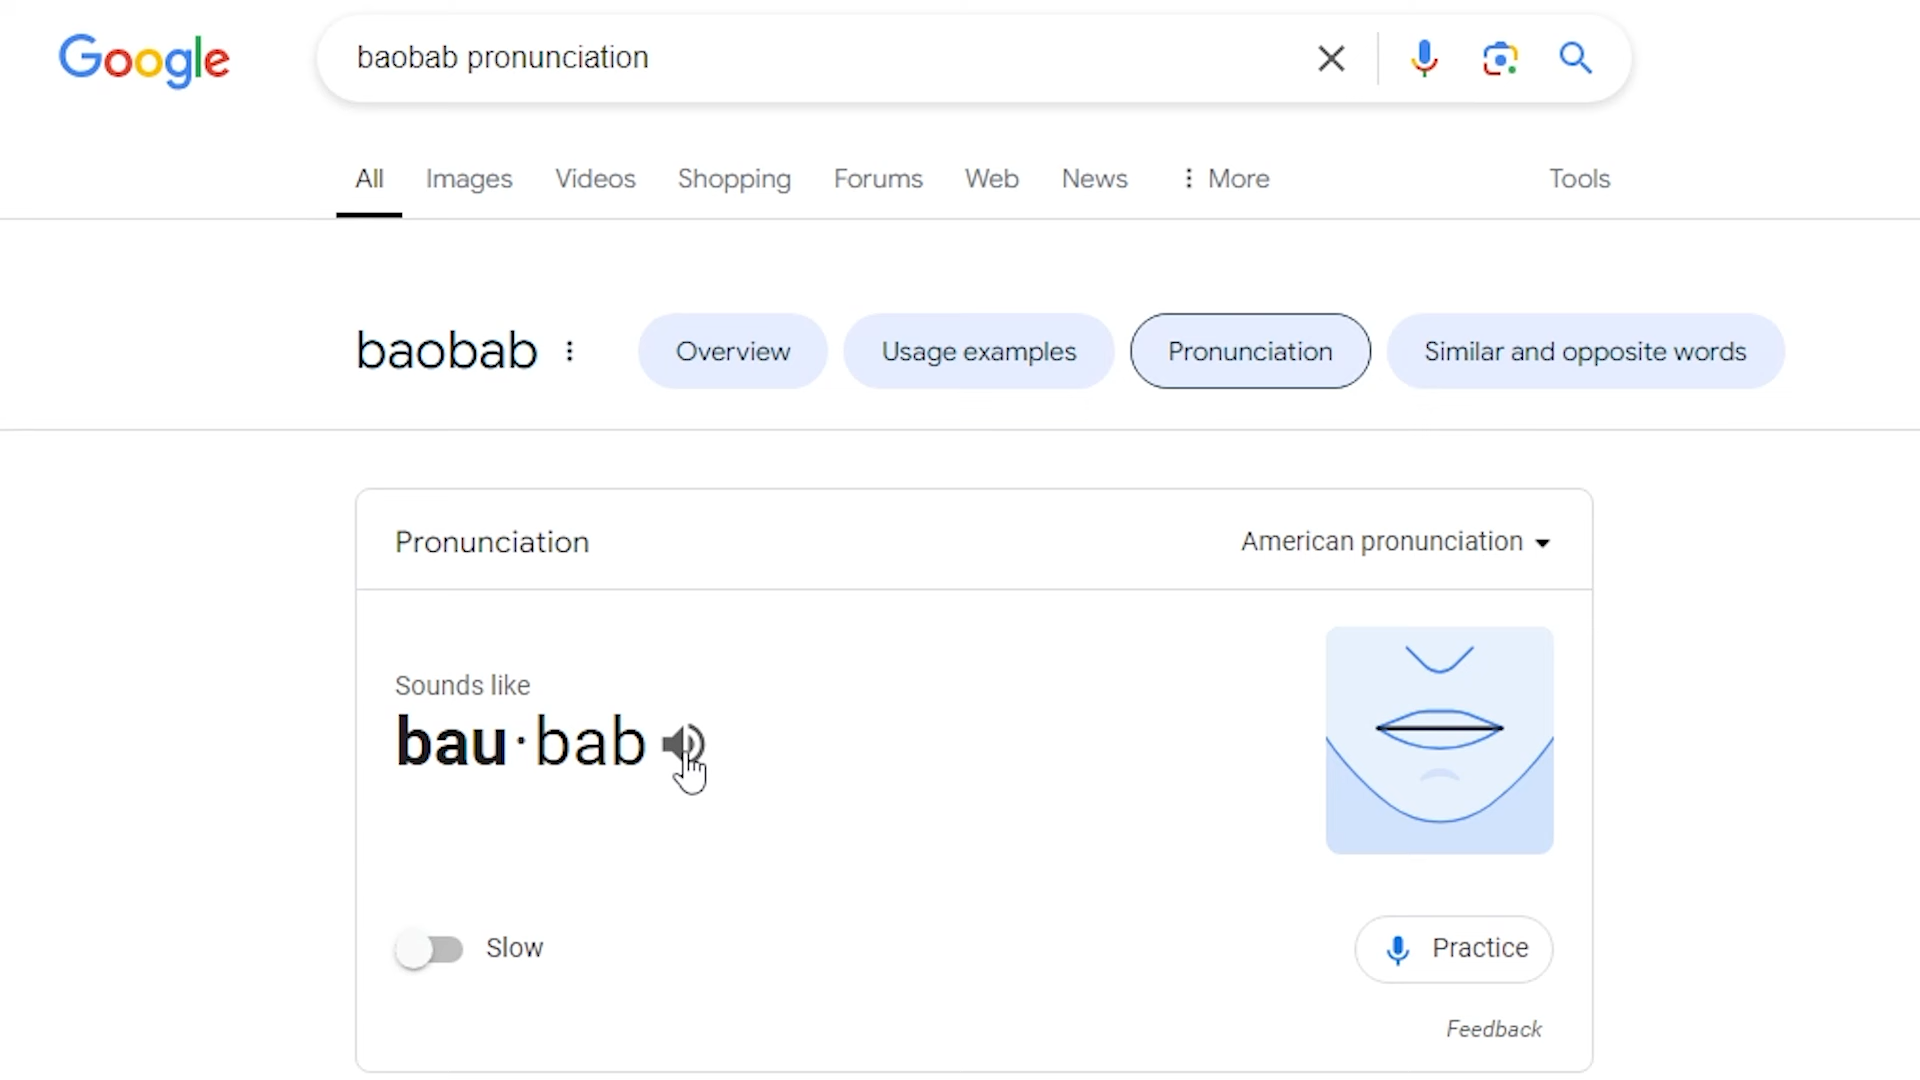 Google
baobab pronunciation
All Images Videos Shopping Forums Web News More Tools
baobab Overview Usage examples Pronunciation Similar and opposite words
Pronunciation American pronunciation
Sounds like
bau·bab
Slow Practice
Feedback